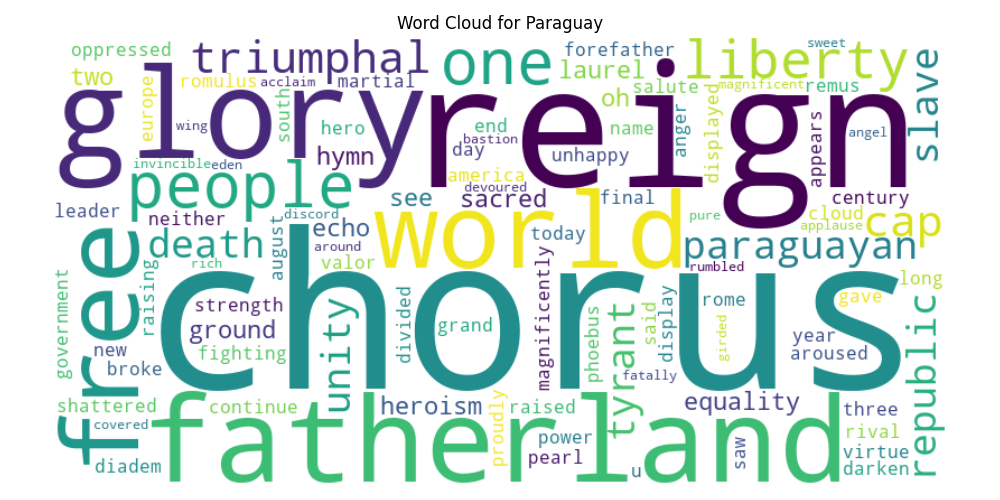 Word Cloud for Paraguay
oppressed triumphal one forefather liberty sweet
two romulus acclaim martial laurel salute magnificent remus
glory reign slave
europe wing south hero end oh name anger displayed appears angel
invincible eden hymn day bastion unhappy
people america devoured sacred final century
leader neither august discord echo see world today pure cloud applause cap
death around paraguayan
free raising rich valor rumbled long
government chorus
strength unity divided grand magnificently phoebus said display rome gave republic
new ground tyrant girded year
broke fighting fatally aroused
shattered continue heroism proudly raised equality three
covered fatherland rival
diadem power saw virtue
pearl u darken